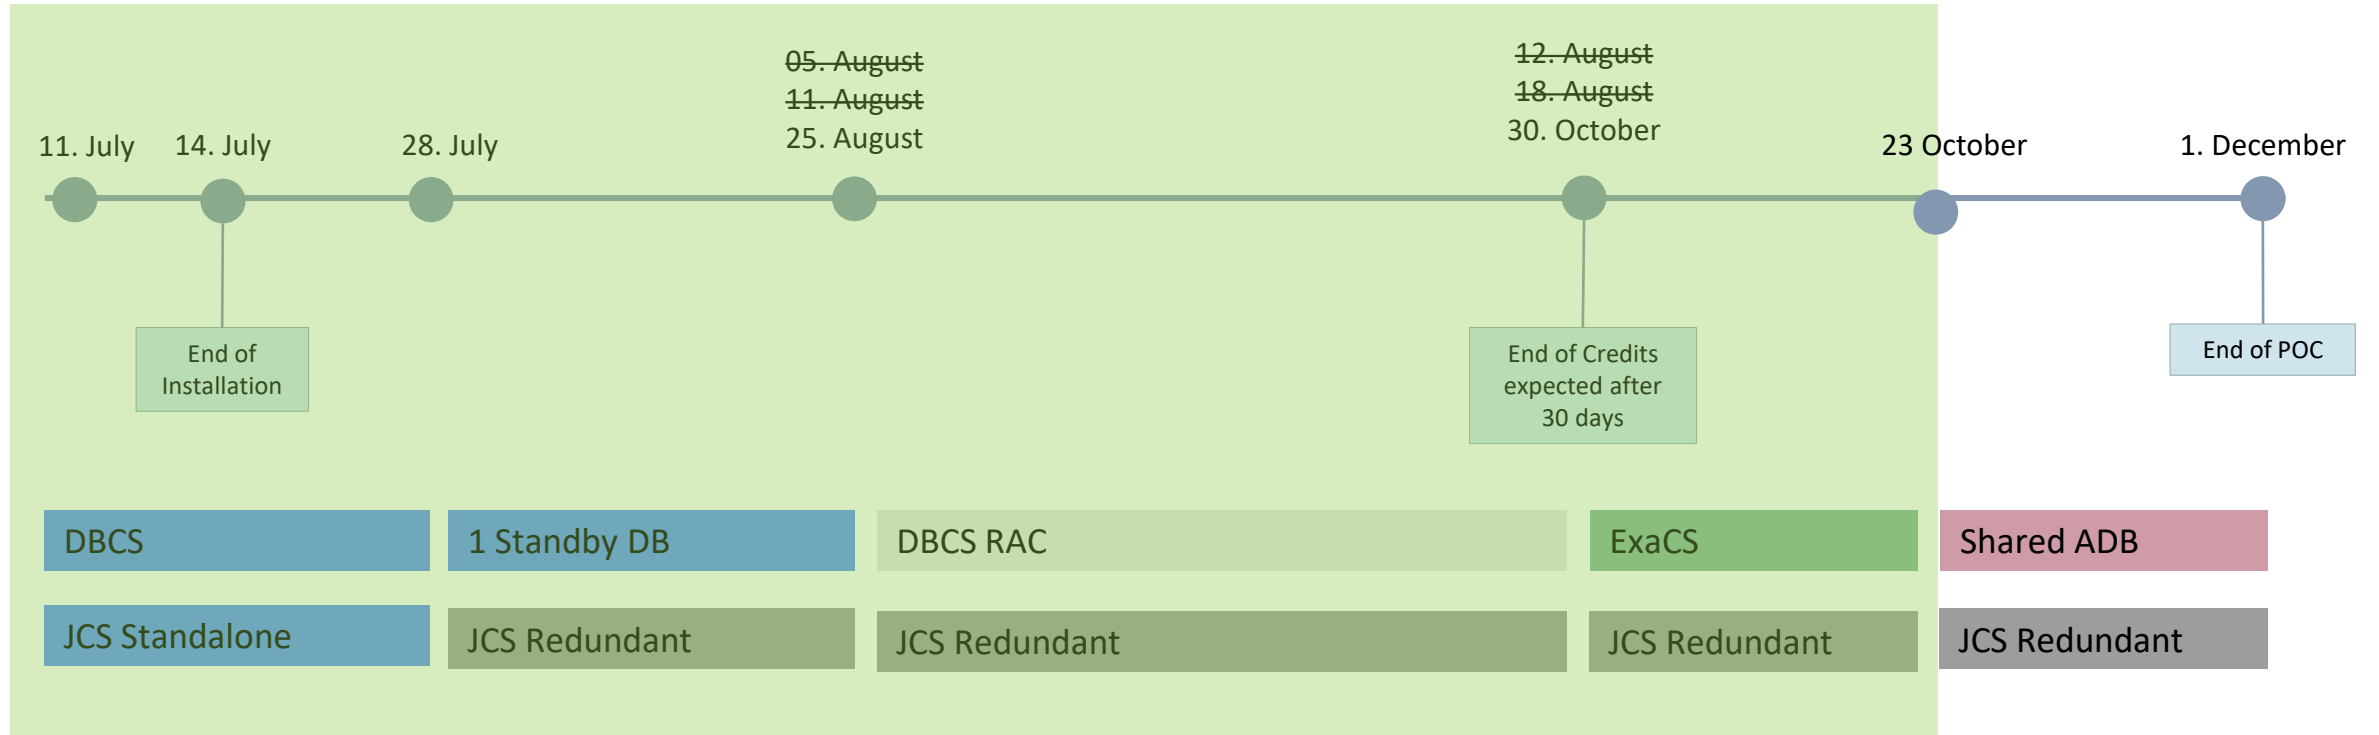 05. August
11. August
25. August
12. August
18. August
30. October
11. July
14. July
28. July
23 October
1. December
End of
Installation
End of Credits
expected after
30 days
End of POC
DBCS
1 Standby DB
DBCS RAC
ExaCS
Shared ADB
JCS Standalone
JCS Redundant
JCS Redundant
JCS Redundant
JCS Redundant